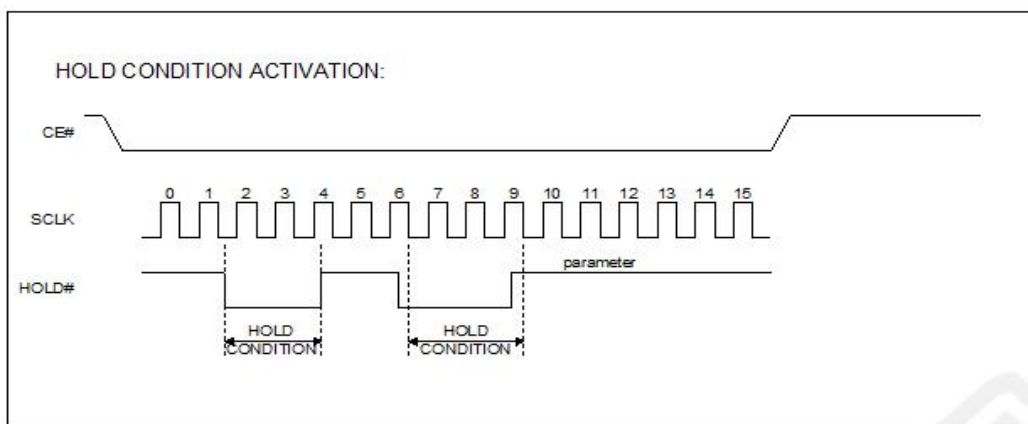 HOLD CONDITION ACTIVATION:
CE#
0 1 2 3 4 5 6 7 8 9 10 11 12 13 14 15
SCLK
parameter
HOLD#
HOLD CONDITION
HOLD CONDITION